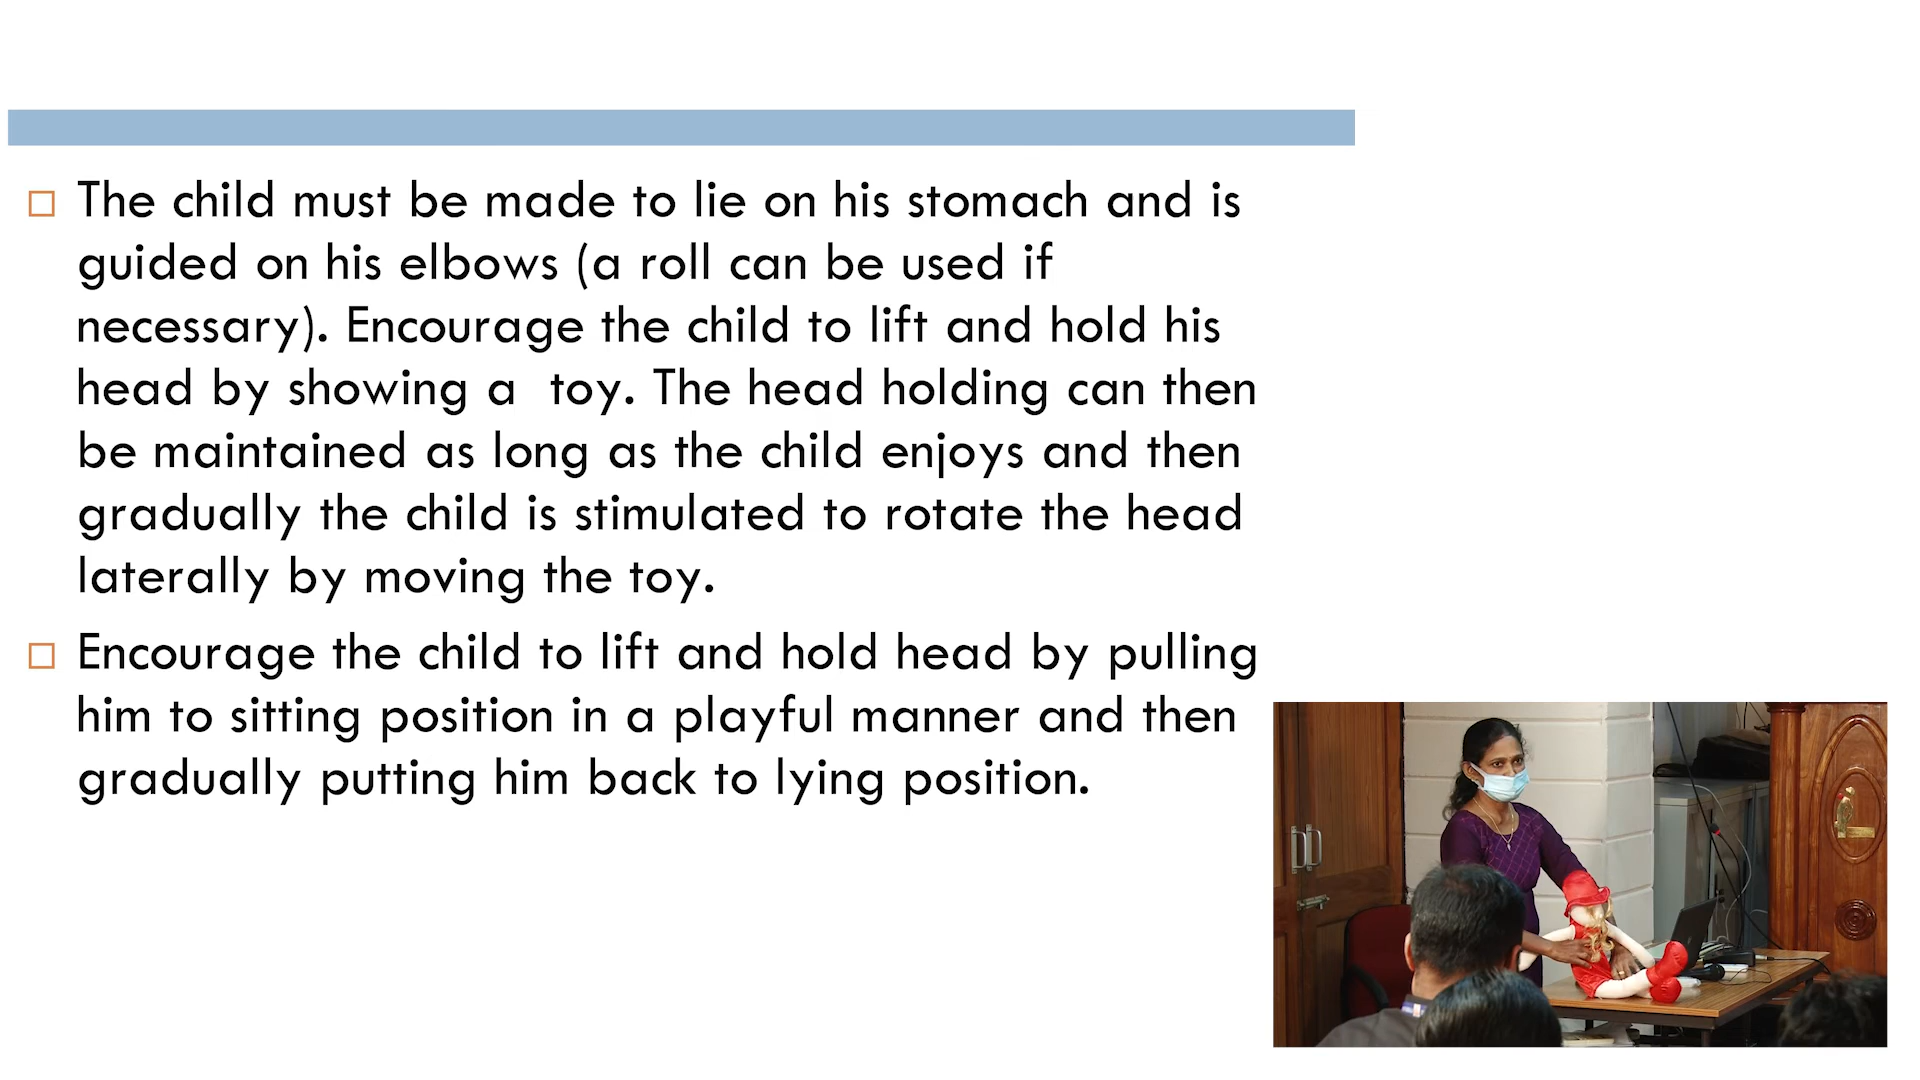 The child must be made to lie on his stomach and is
guided on his elbows (a roll can be used if
necessary). Encourage the child to lift and hold his
head by showing a  toy. The head holding can then
be maintained as long as the child enjoys and then
gradually the child is stimulated to rotate the head
laterally by moving the toy.
Encourage the child to lift and hold head by pulling
him to sitting position in a playful manner and then
gradually putting him back to lying position.